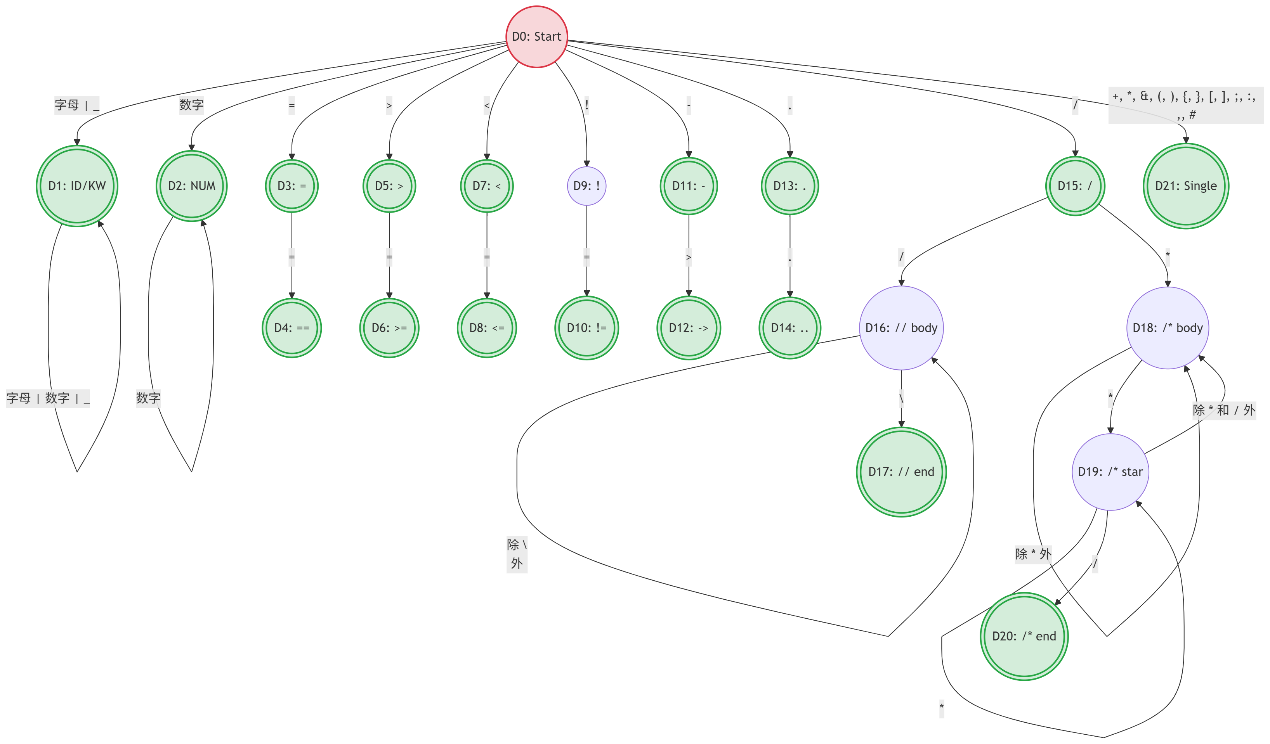 D0: Start
字母 | _
数字
=
>
<
!
-
.
/
+, *, &, (, ), {, }, [, ], ;, :,
,, #
D1: ID/KW
D2: NUM
D3: =
D5: >
D7: <
D9: !
D11: -
D13: .
D15: /
D21: Single
=
=
=
=
>
.
/
*
D4: ==
D6: >=
D8: <=
D10: !=
D12: ->
D14: ..
D16: // body
D18: /* body
字母 | 数字 | _
数字
\
*
除 * 和 / 外
D17: // end
D19: /* star
除 \
外
除 * 外
/
D20: /* end
*